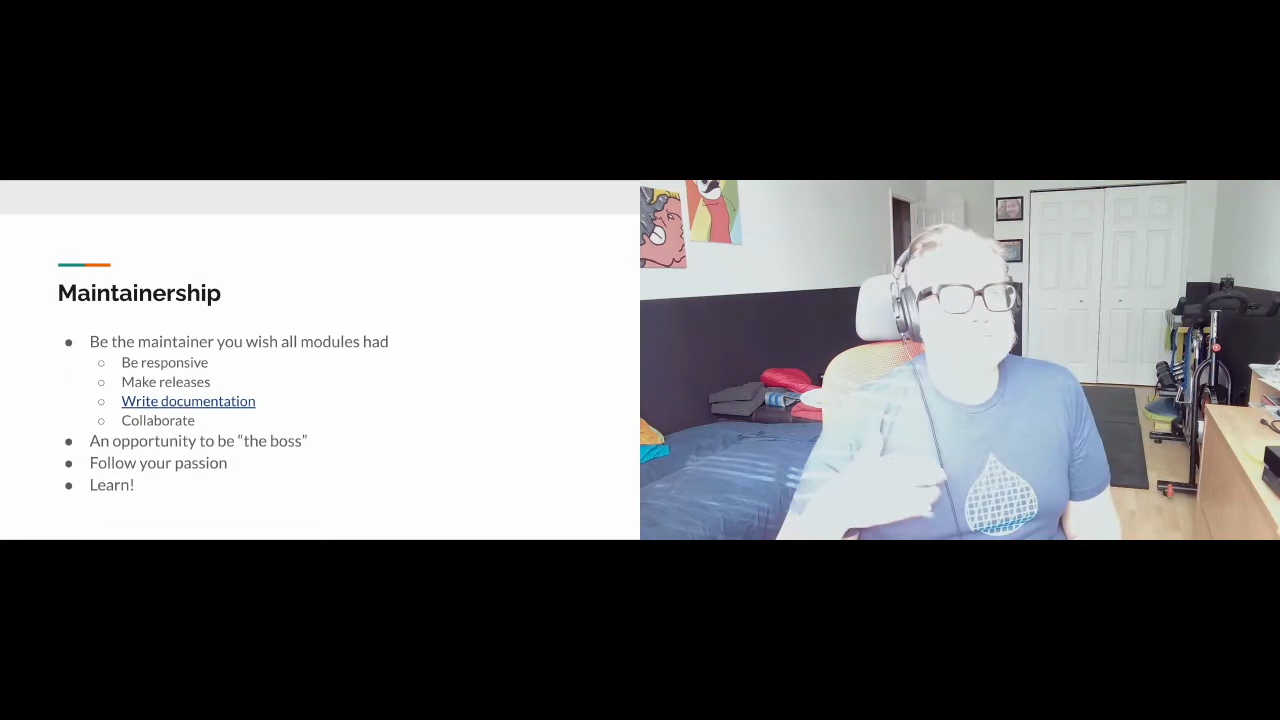 Maintainership
● Be the maintainer you wish all modules had
○ Be responsive
○ Make releases
○ Write documentation
○ Collaborate
● An opportunity to be “the boss”
● Follow your passion
● Learn!